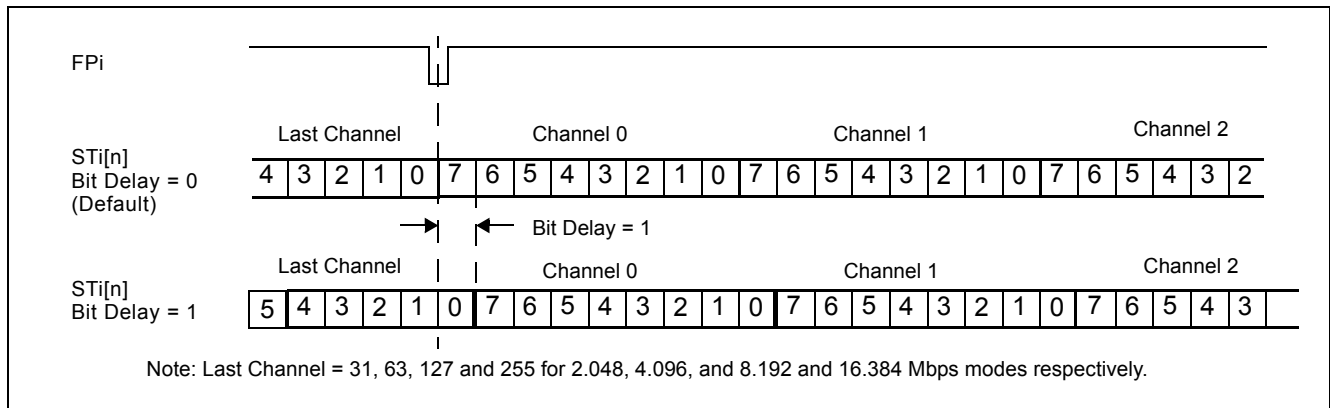 FPi
Last Channel Channel 0 Channel 1 Channel 2
STi[n]
Bit Delay = 0
(Default)
4 3 2 1 0 7 6 5 4 3 2 1 0 7 6 5 4 3 2 1 0 7 6 5 4 3 2
Bit Delay = 1
Last Channel Channel 0 Channel 1 Channel 2
STi[n]
Bit Delay = 1
5 4 3 2 1 0 7 6 5 4 3 2 1 0 7 6 5 4 3 2 1 0 7 6 5 4 3
Note: Last Channel = 31, 63, 127 and 255 for 2.048, 4.096, and 8.192 and 16.384 Mbps modes respectively.